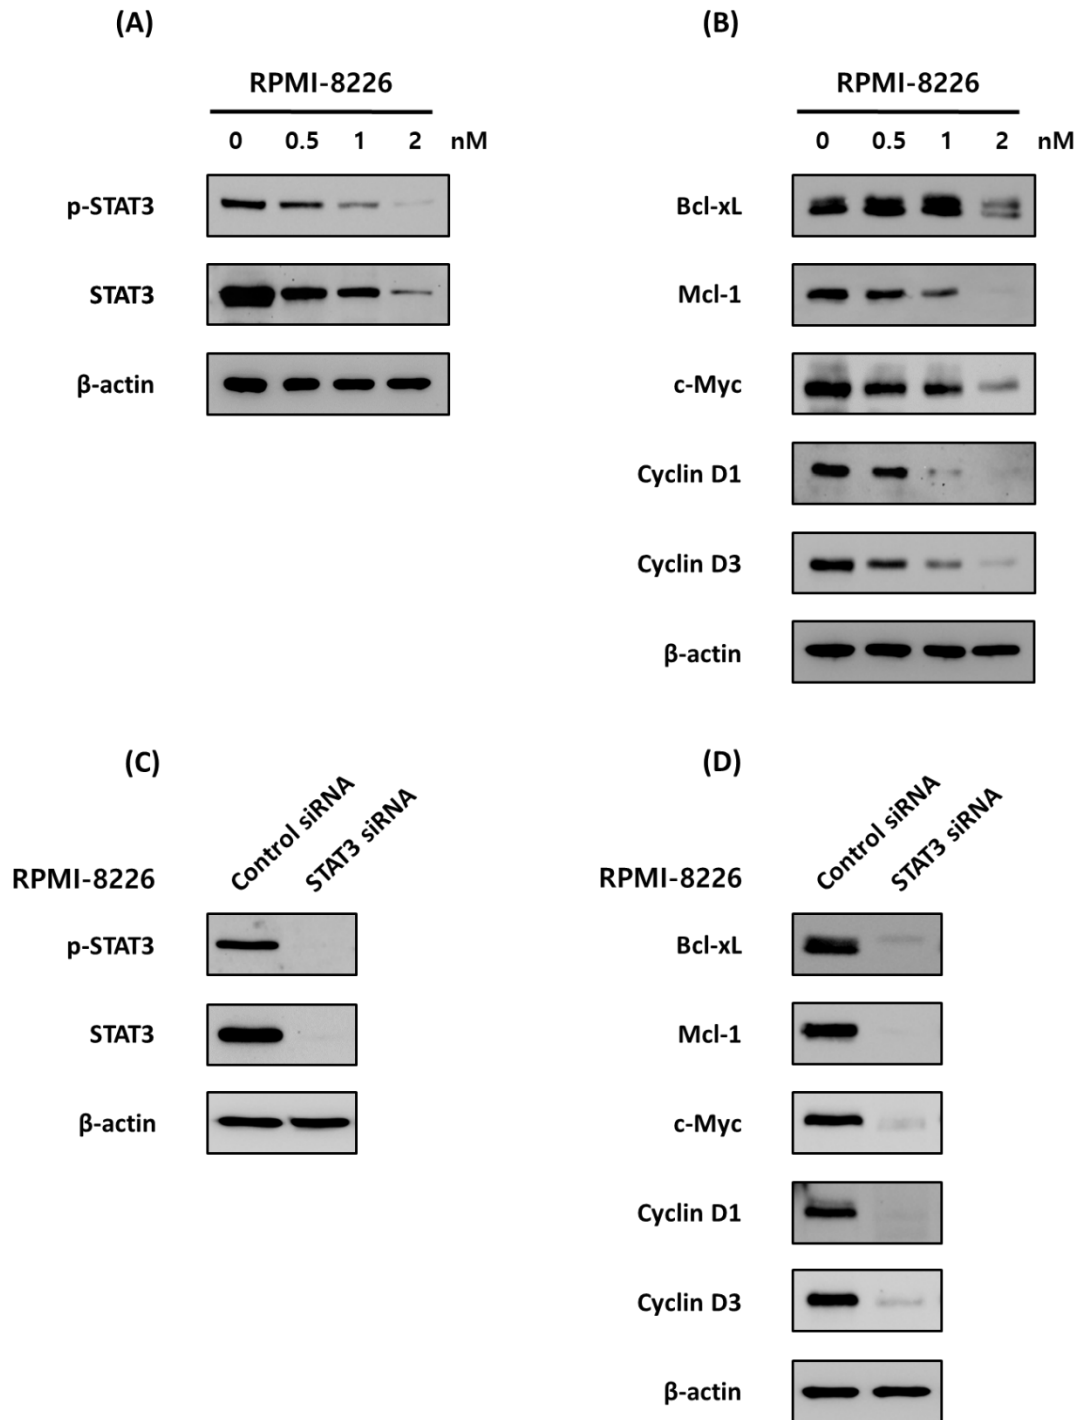 (A)
RPMI-8226
0 0.5 1 2 nM
p-STAT3
STAT3
β-actin
(B)
RPMI-8226
0 0.5 1 2 nM
Bcl-xL
Mcl-1
c-Myc
Cyclin D1
Cyclin D3
β-actin
(C)
Control siRNA
STAT3 siRNA
RPMI-8226
p-STAT3
STAT3
β-actin
(D)
Control siRNA
STAT3 siRNA
RPMI-8226
Bcl-xL
Mcl-1
c-Myc
Cyclin D1
Cyclin D3
β-actin